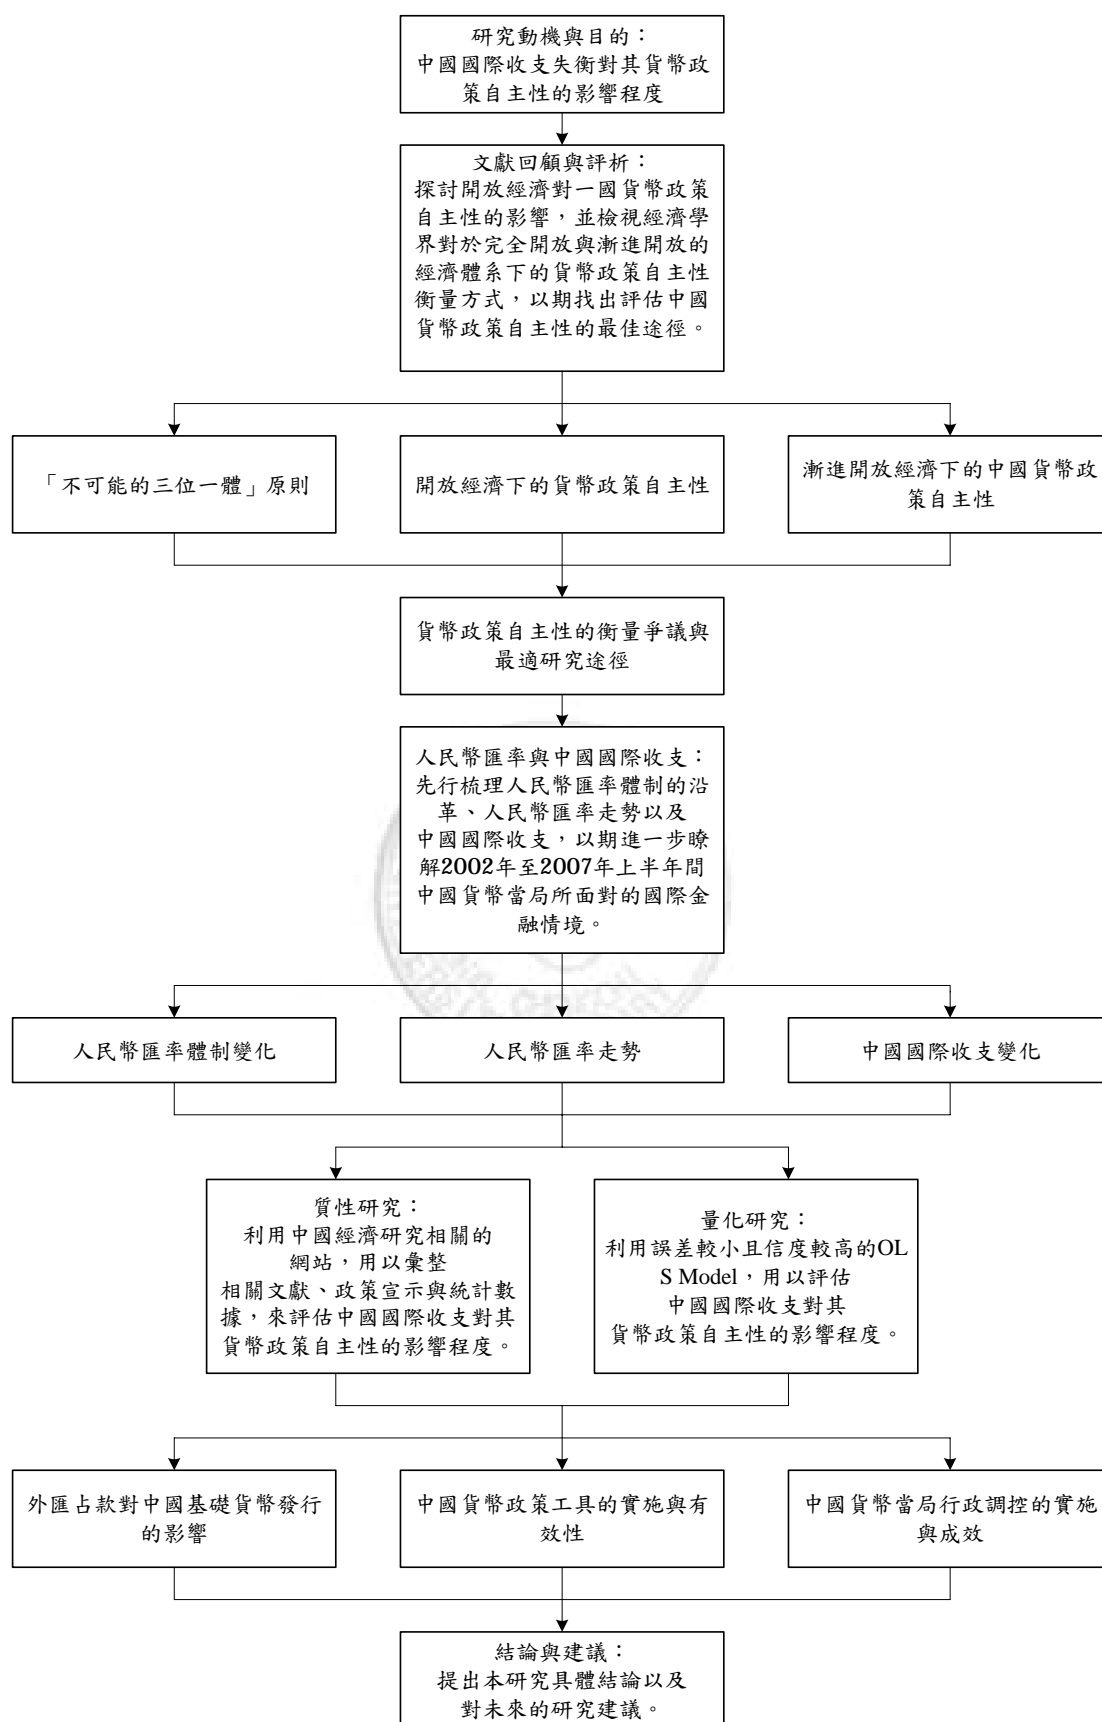 研究動機與目的：
中國國際收支失衡對其貨幣政
策自主性的影響程度
文獻回顧與評析：
探討開放經濟對一國貨幣政策
自主性的影響，並檢視經濟學
界對於完全開放與漸進開放的
經濟體系下的貨幣政策自主性
衡量方式，以期找出評估中國
貨幣政策自主性的最佳途徑。
「不可能的三位一體」原則
開放經濟下的貨幣政策自主性
漸進開放經濟下的中國貨幣政
策自主性
貨幣政策自主性的衡量爭議與
最適研究途徑
人民幣匯率與中國國際收支：
先行梳理人民幣匯率體制的沿
革、人民幣匯率走勢以及
中國國際收支，以期進一步瞭
解2002年至2007年上半年間
中國貨幣當局所面對的國際金
融情境。
人民幣匯率體制變化
人民幣匯率走勢
中國國際收支變化
質性研究：
利用中國經濟研究相關的
網站，用以彙整
相關文獻、政策宣示與統計數
據，來評估中國國際收支對其
貨幣政策自主性的影響程度。
量化研究：
利用誤差較小且信度較高的OL
S Model，用以評估
中國國際收支對其
貨幣政策自主性的影響程度。
外匯占款對中國基礎貨幣發行
的影響
中國貨幣政策工具的實施與有
效性
中國貨幣當局行政調控的實施
與成效
結論與建議：
提出本研究具體結論以及
對未來的研究建議。